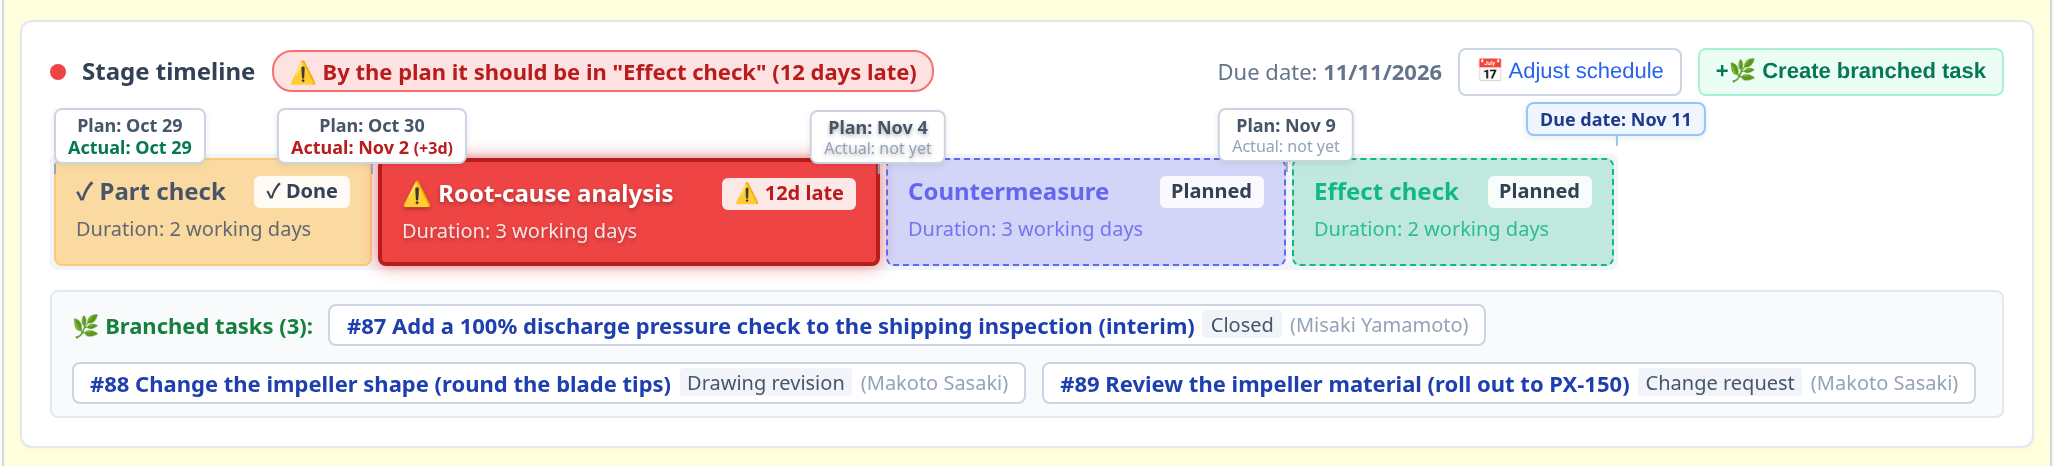 Stage timeline
⚠️ By the plan it should be in "Effect check" (12 days late)
Due date: 11/11/2026
📅 Adjust schedule
+🌿 Create branched task
Plan: Oct 29
Actual: Oct 29
Plan: Oct 30
Actual: Nov 2 (+3d)
Plan: Nov 4
Actual: not yet
Plan: Nov 9
Actual: not yet
Due date: Nov 11
✓ Part check
✓ Done
Duration: 2 working days
⚠️ Root-cause analysis
⚠️ 12d late
Duration: 3 working days
Countermeasure
Planned
Duration: 3 working days
Effect check
Planned
Duration: 2 working days
🌿 Branched tasks (3):
#87 Add a 100% discharge pressure check to the shipping inspection (interim) Closed (Misaki Yamamoto)
#88 Change the impeller shape (round the blade tips) Drawing revision (Makoto Sasaki)
#89 Review the impeller material (roll out to PX-150) Change request (Makoto Sasaki)